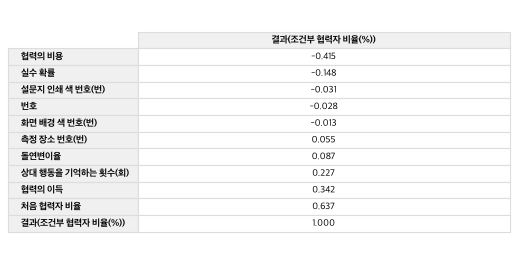 결과(조건부 협력자 비율(%))
협력의 비용 -0.415
실수 확률 -0.148
설문지 인쇄 색 번호(번) -0.031
번호 -0.028
화면 배경 색 번호(번) -0.013
측정 장소 번호(번) 0.055
돌연변이율 0.087
상대 행동을 기억하는 횟수(회) 0.227
협력의 이득 0.342
처음 협력자 비율 0.637
결과(조건부 협력자 비율(%)) 1.000